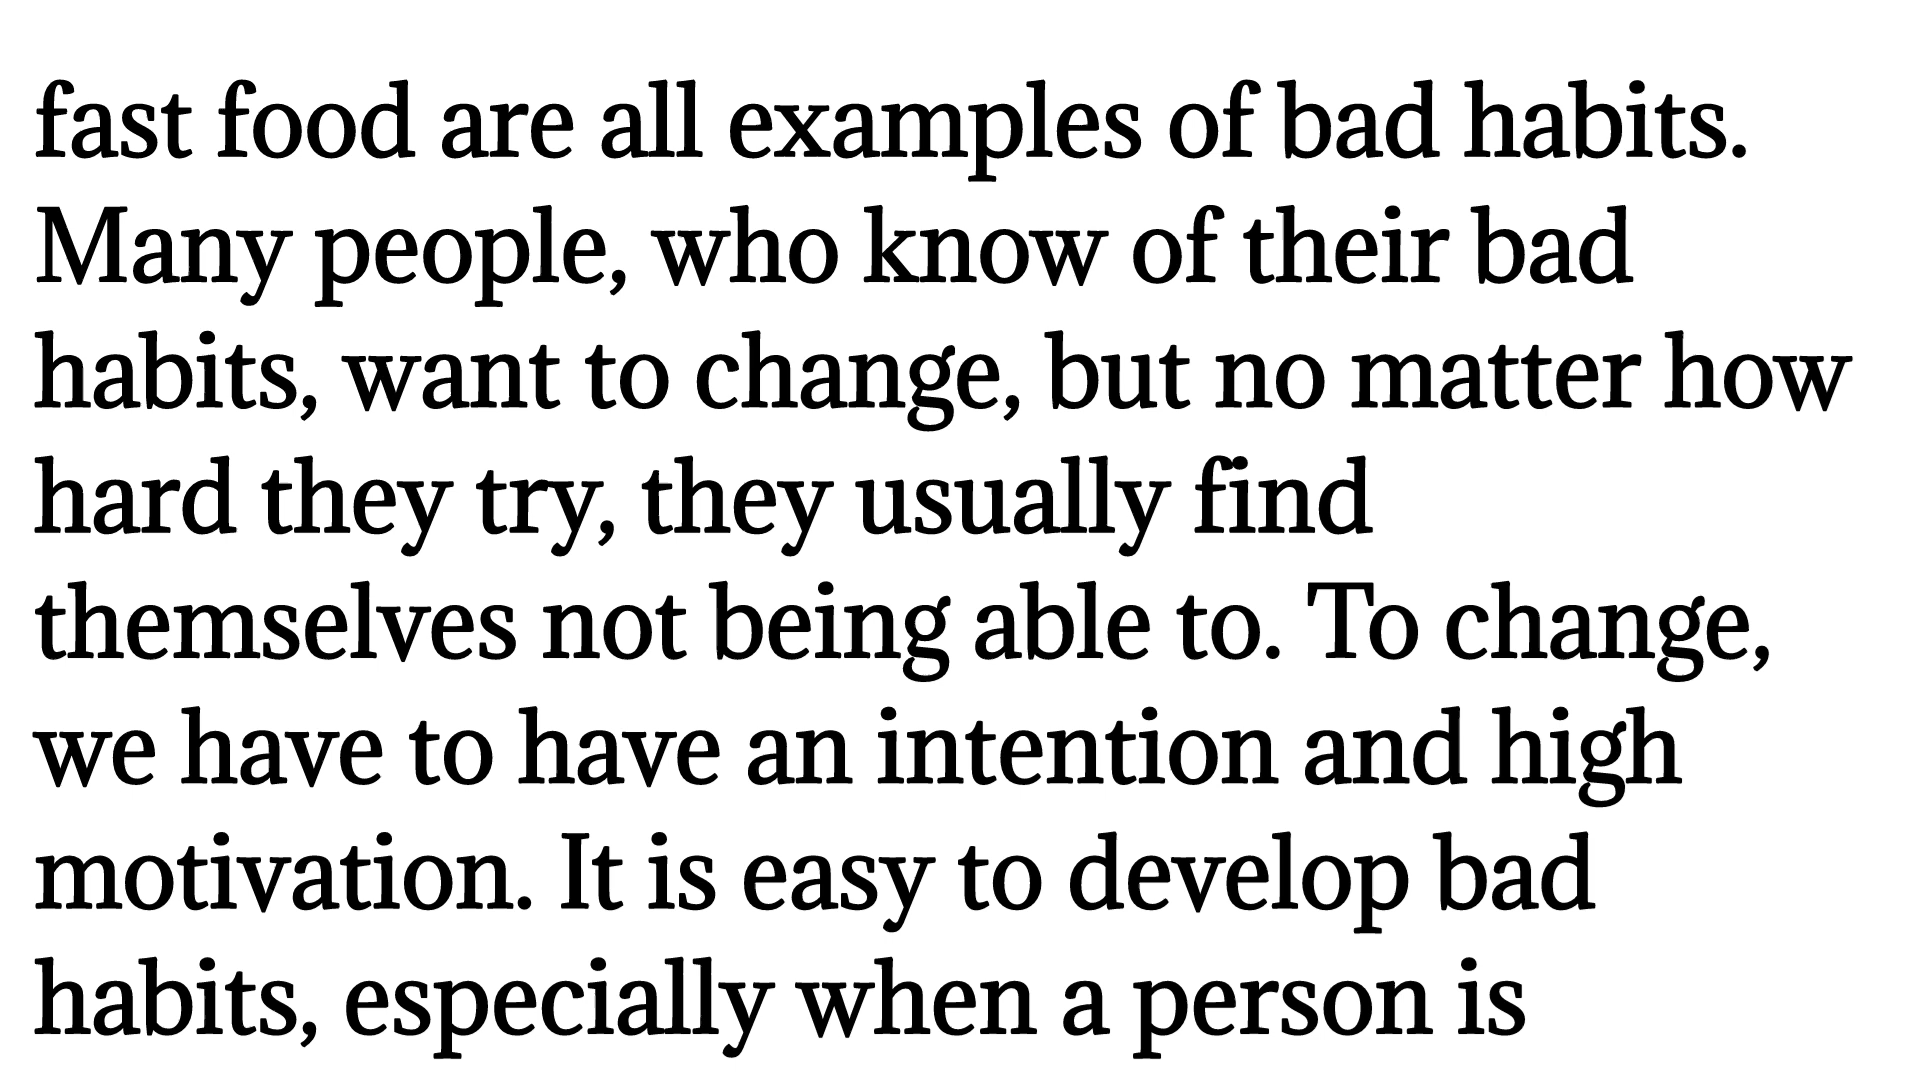 fast food are all examples of bad habits.
Many people, who know of their bad
habits, want to change, but no matter how
hard they try, they usually find
themselves not being able to. To change,
we have to have an intention and high
motivation. It is easy to develop bad
habits, especially when a person is